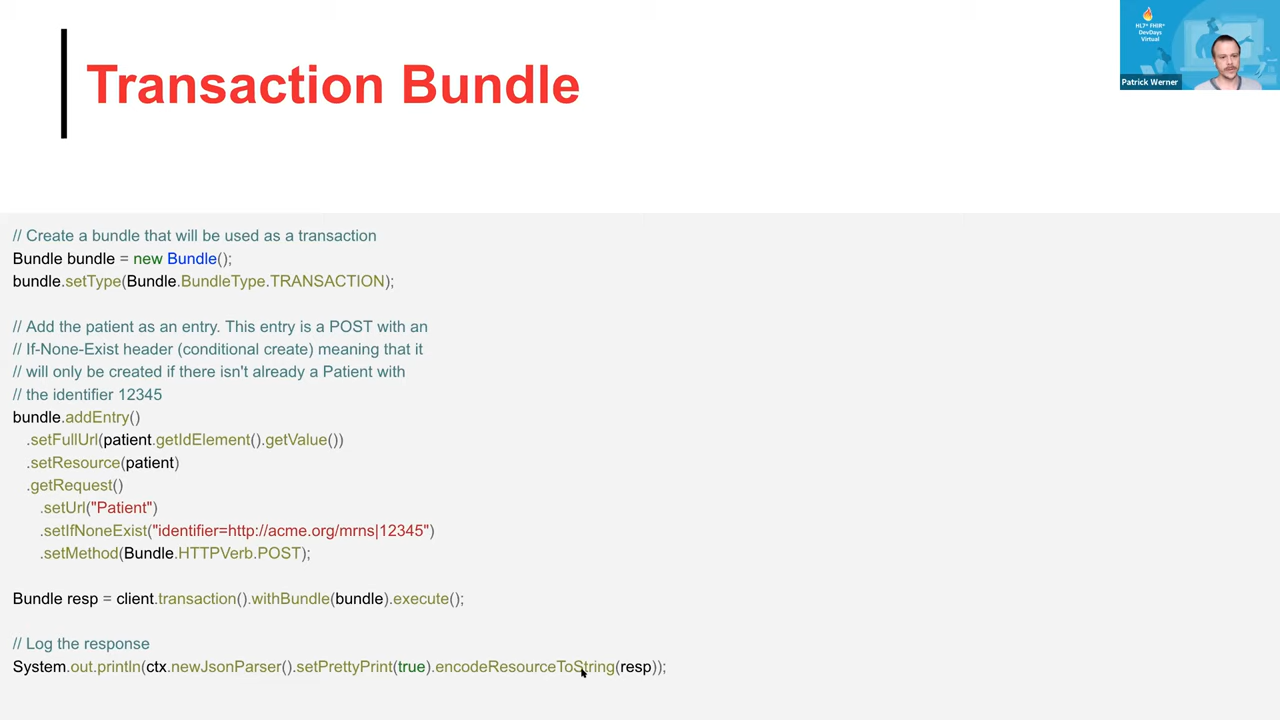 Transaction Bundle
HL7® FHIR®
DevDays
Virtual
Patrick Werner
// Create a bundle that will be used as a transaction
Bundle bundle = new Bundle();
bundle.setType(Bundle.BundleType.TRANSACTION);
// Add the patient as an entry. This entry is a POST with an
// If-None-Exist header (conditional create) meaning that it
// will only be created if there isn't already a Patient with
// the identifier 12345
bundle.addEntry()
.setFullUrl(patient.getIdElement().getValue())
.setResource(patient)
.getRequest()
.setUrl("Patient")
.setIfNoneExist("identifier=http://acme.org/mrns|12345")
.setMethod(Bundle.HTTPVerb.POST);
Bundle resp = client.transaction().withBundle(bundle).execute();
// Log the response
System.out.println(ctx.newJsonParser().setPrettyPrint(true).encodeResourceToString(resp));